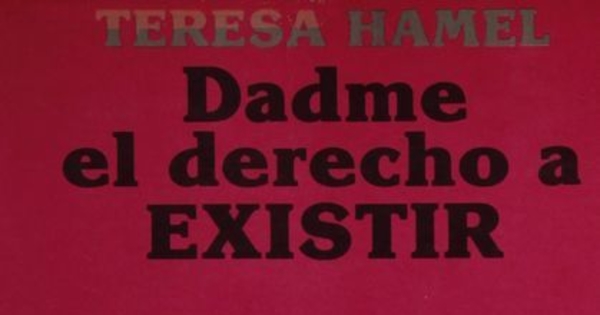 TERESA HAMEL
Dadme
el derecho a
EXISTIR